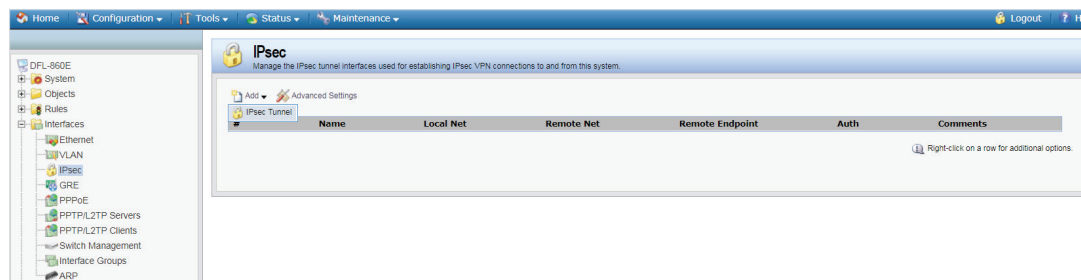 Home Configuration Tools Status Maintenance Logout H
IPsec
Manage the IPsec tunnel interfaces used for establishing IPsec VPN connections to and from this system.
DFL-860E
System
Objects
Rules
Interfaces
Ethernet
VLAN
IPsec
GRE
PPPoE
PPTP/L2TP Servers
PPTP/L2TP Clients
Switch Management
Interface Groups
ARP
Add Advanced Settings
IPsec Tunnel
# Name Local Net Remote Net Remote Endpoint Auth Comments
Right-click on a row for additional options.